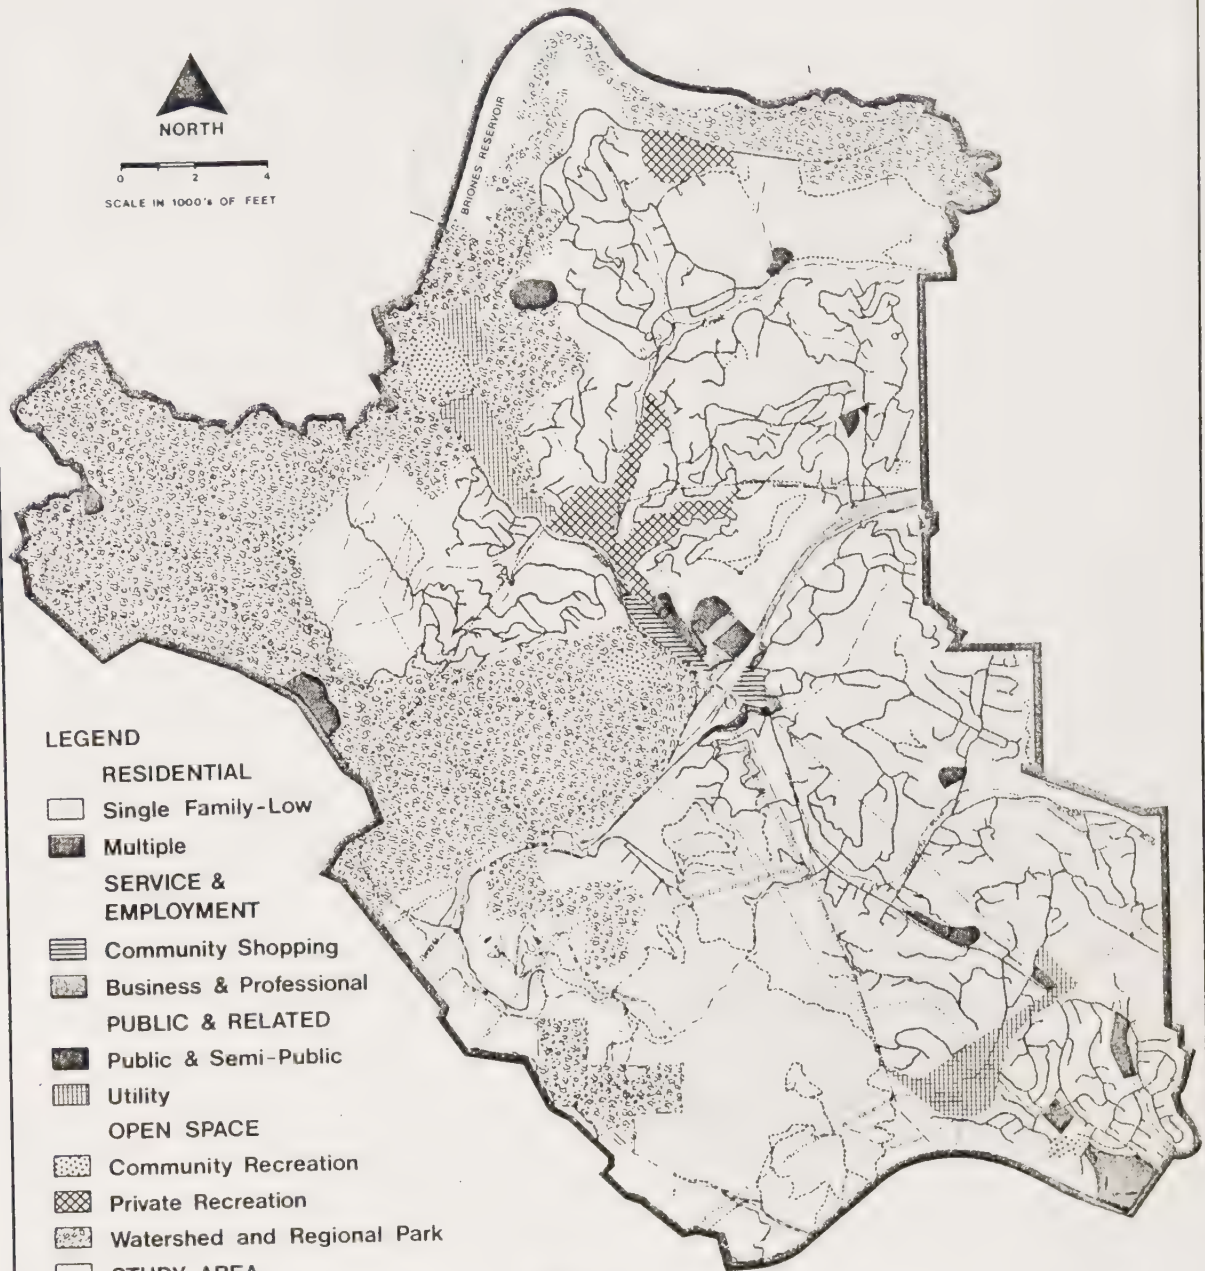 NORTH
0 2 4
SCALE IN 1000's OF FEET
BRIONES RESERVOIR
LEGEND
RESIDENTIAL
Single Family-Low
Multiple
SERVICE &
EMPLOYMENT
Community Shopping
Business & Professional
PUBLIC & RELATED
Public & Semi-Public
Utility
OPEN SPACE
Community Recreation
Private Recreation
Watershed and Regional Park
STUDY AREA